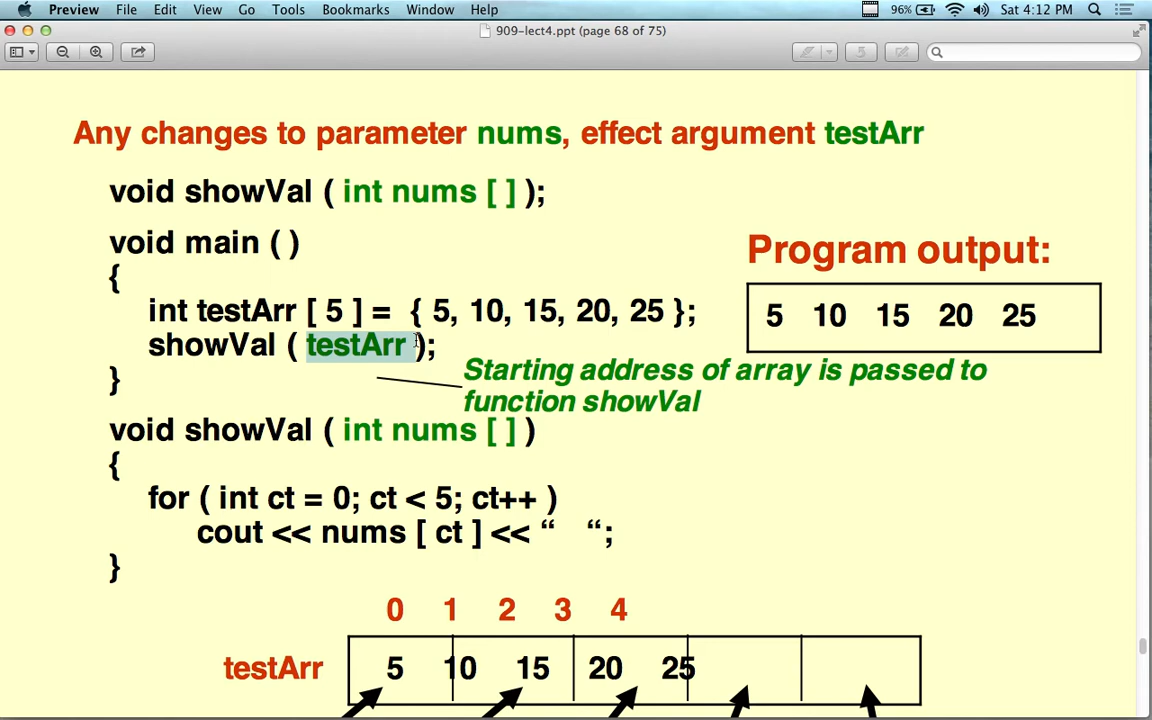 Preview File Edit View Go Tools Bookmarks Window Help 96% Sat 4:12 PM
909-lect4.ppt (page 68 of 75)
Any changes to parameter nums, effect argument testArr
void showVal ( int nums [ ] );
void main ( )
{
int testArr [ 5 ] = { 5, 10, 15, 20, 25 };
showVal ( testArr );
}
Program output:
5 10 15 20 25
Starting address of array is passed to
function showVal
void showVal ( int nums [ ] )
{
for ( int ct = 0; ct < 5; ct++ )
cout << nums [ ct ] << “ “;
}
0 1 2 3 4
testArr 5 10 15 20 25